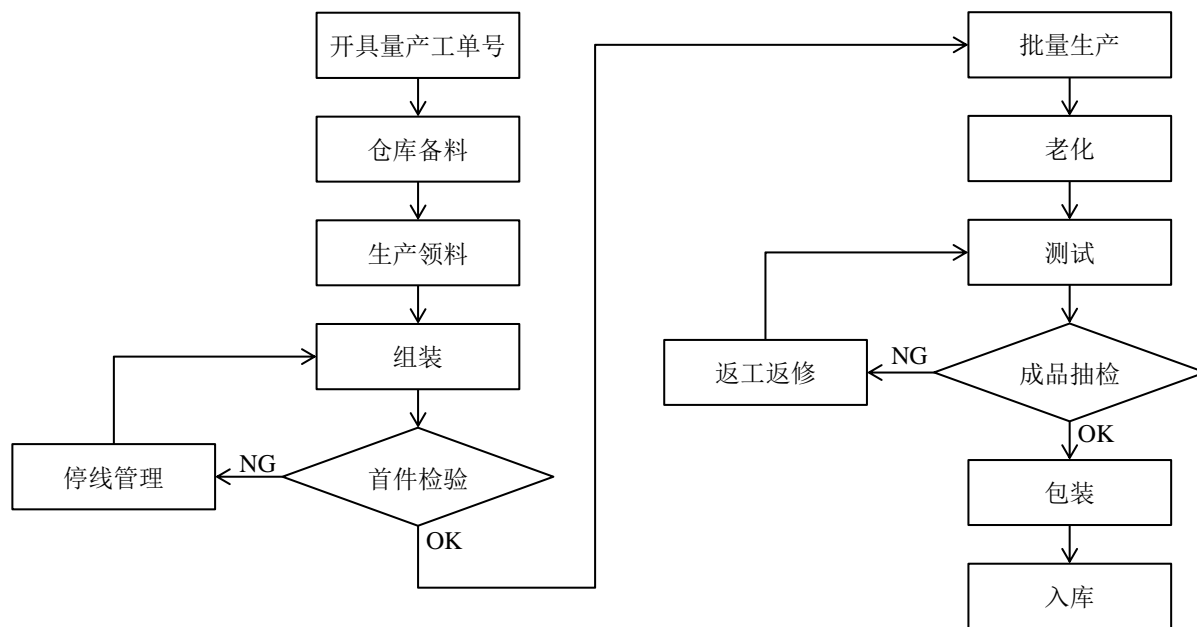 开具量产工单号
仓库备料
生产领料
组装
首件检验
NG
停线管理
OK
批量生产
老化
测试
成品抽检
NG
返工返修
OK
包装
入库